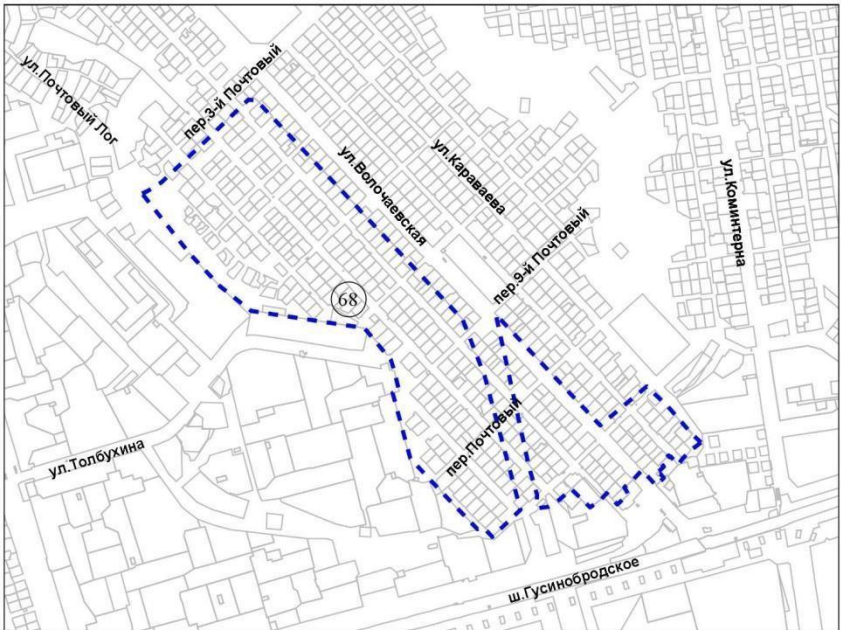 ул.Почтовый Лог
пер.3-й Почтовый
ул.Волочаевская
ул.Караваева
ул.Коминтерна
пер.9-й Почтовый
68
пер.Почтовый
ул.Толбухина
ш.Гусинобродское